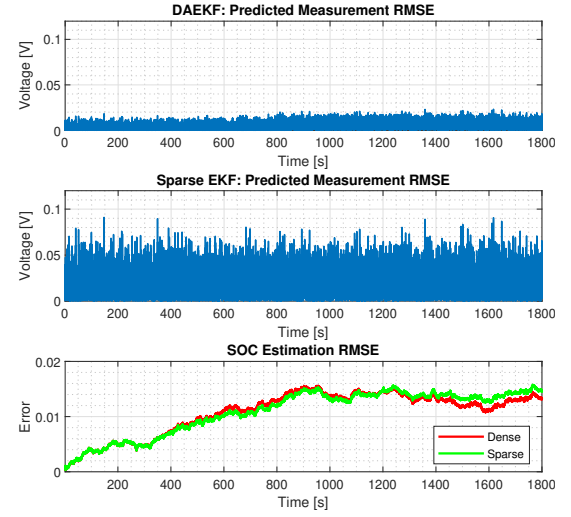 DAEKF: Predicted Measurement RMSE
Voltage [V]
0.1
0.05
0
0 200 400 600 800 1000 1200 1400 1600 1800
Time [s]
Sparse EKF: Predicted Measurement RMSE
Voltage [V]
0.1
0.05
0
0 200 400 600 800 1000 1200 1400 1600 1800
Time [s]
SOC Estimation RMSE
Error
0.02
0.01
0
200 400 600 800 1000 1200 1400 1600 1800
Time [s]
Dense
Sparse